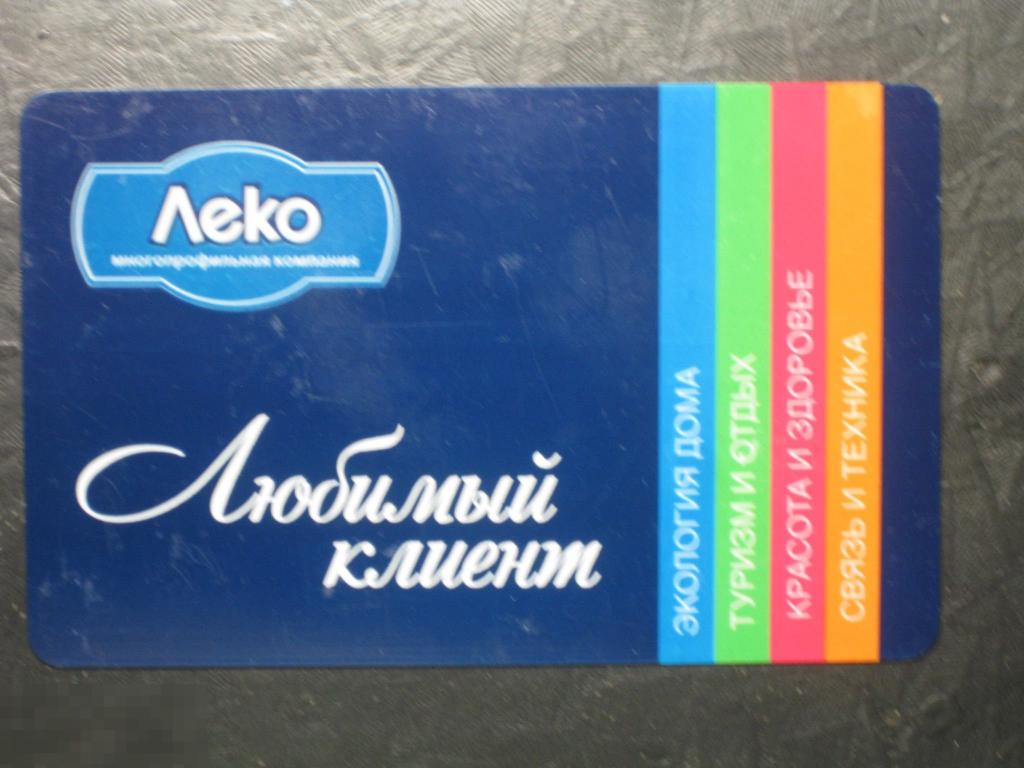 Леко
многопрофильная компания
Любимый
клиент
ЭКОЛОГИЯ ДОМА
ТУРИЗМ И ОТДЫХ
КРАСОТА И ЗДОРОВЬЕ
СВЯЗЬ И ТЕХНИКА